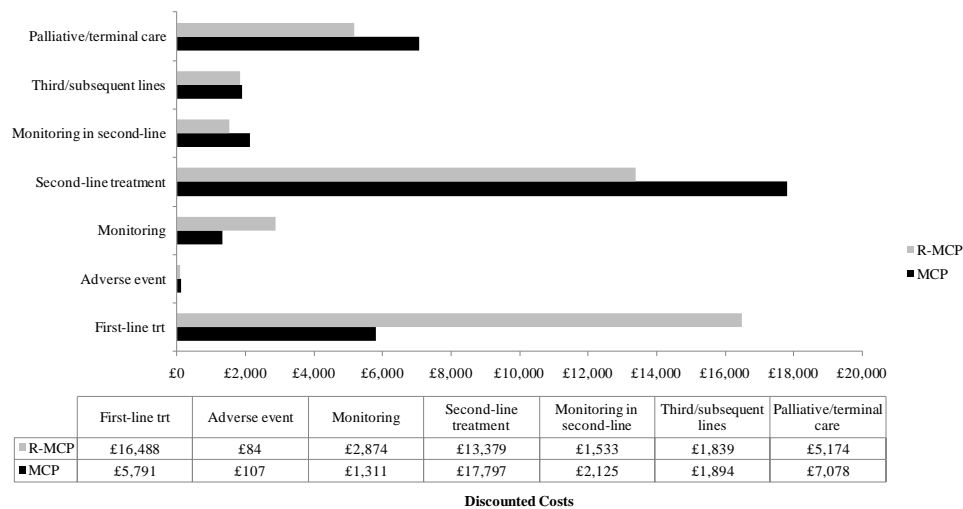 Palliative/terminal care
Third/subsequent lines
Monitoring in second-line
Second-line treatment
Monitoring
Adverse event
First-line trt
R-MCP
MCP
£0 £2,000 £4,000 £6,000 £8,000 £10,000 £12,000 £14,000 £16,000 £18,000 £20,000
First-line trt Adverse event Monitoring Second-line treatment Monitoring in second-line Third/subsequent lines Palliative/terminal care
R-MCP £16,488 £84 £2,874 £13,379 £1,533 £1,839 £5,174
MCP £5,791 £107 £1,311 £17,797 £2,125 £1,894 £7,078
Discounted Costs